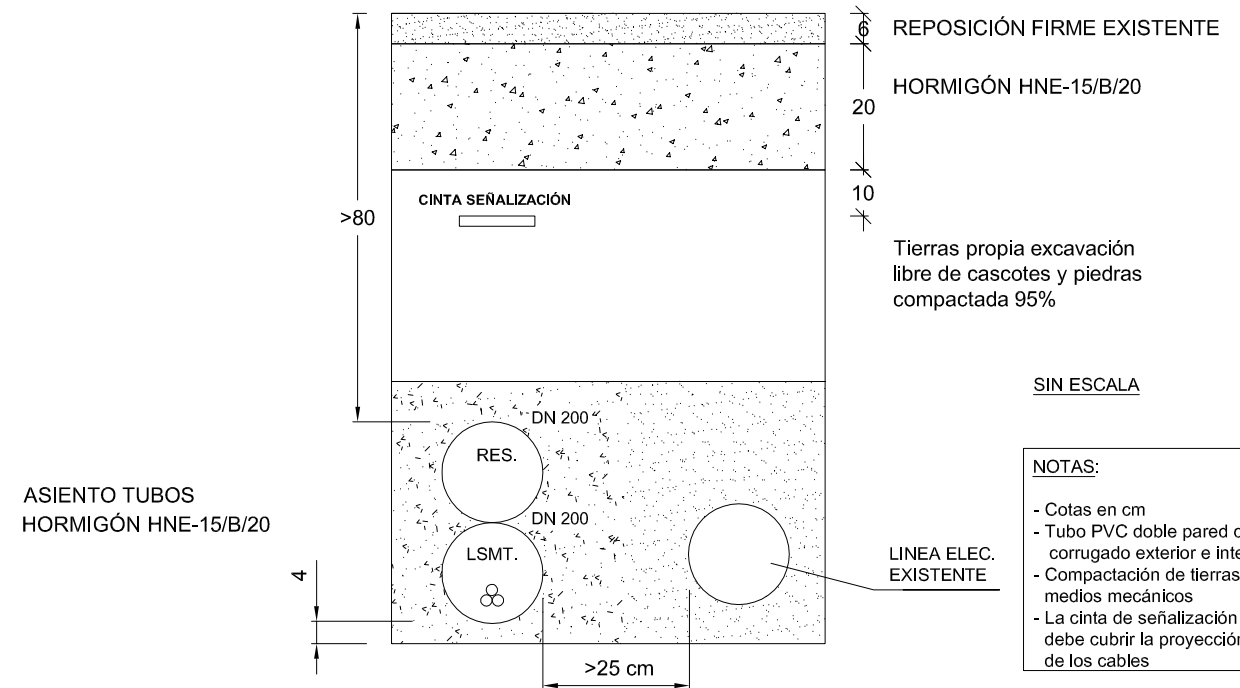 6
REPOSICIÓN FIRME EXISTENTE
HORMIGÓN HNE-15/B/20
20
10
CINTA SEÑALIZACIÓN
>80
Tierras propia excavación
libre de cascotes y piedras
compactada 95%
SIN ESCALA
DN 200
RES.
ASIENTO TUBOS
HORMIGÓN HNE-15/B/20
DN 200
LSMT.
4
LINEA ELEC.
EXISTENTE
>25 cm
NOTAS:
- Cotas en cm
- Tubo PVC doble pared
corrugado exterior e
- Compactación de tierras
medios mecánicos
- La cinta de señalización
debe cubrir la proyección
de los cables